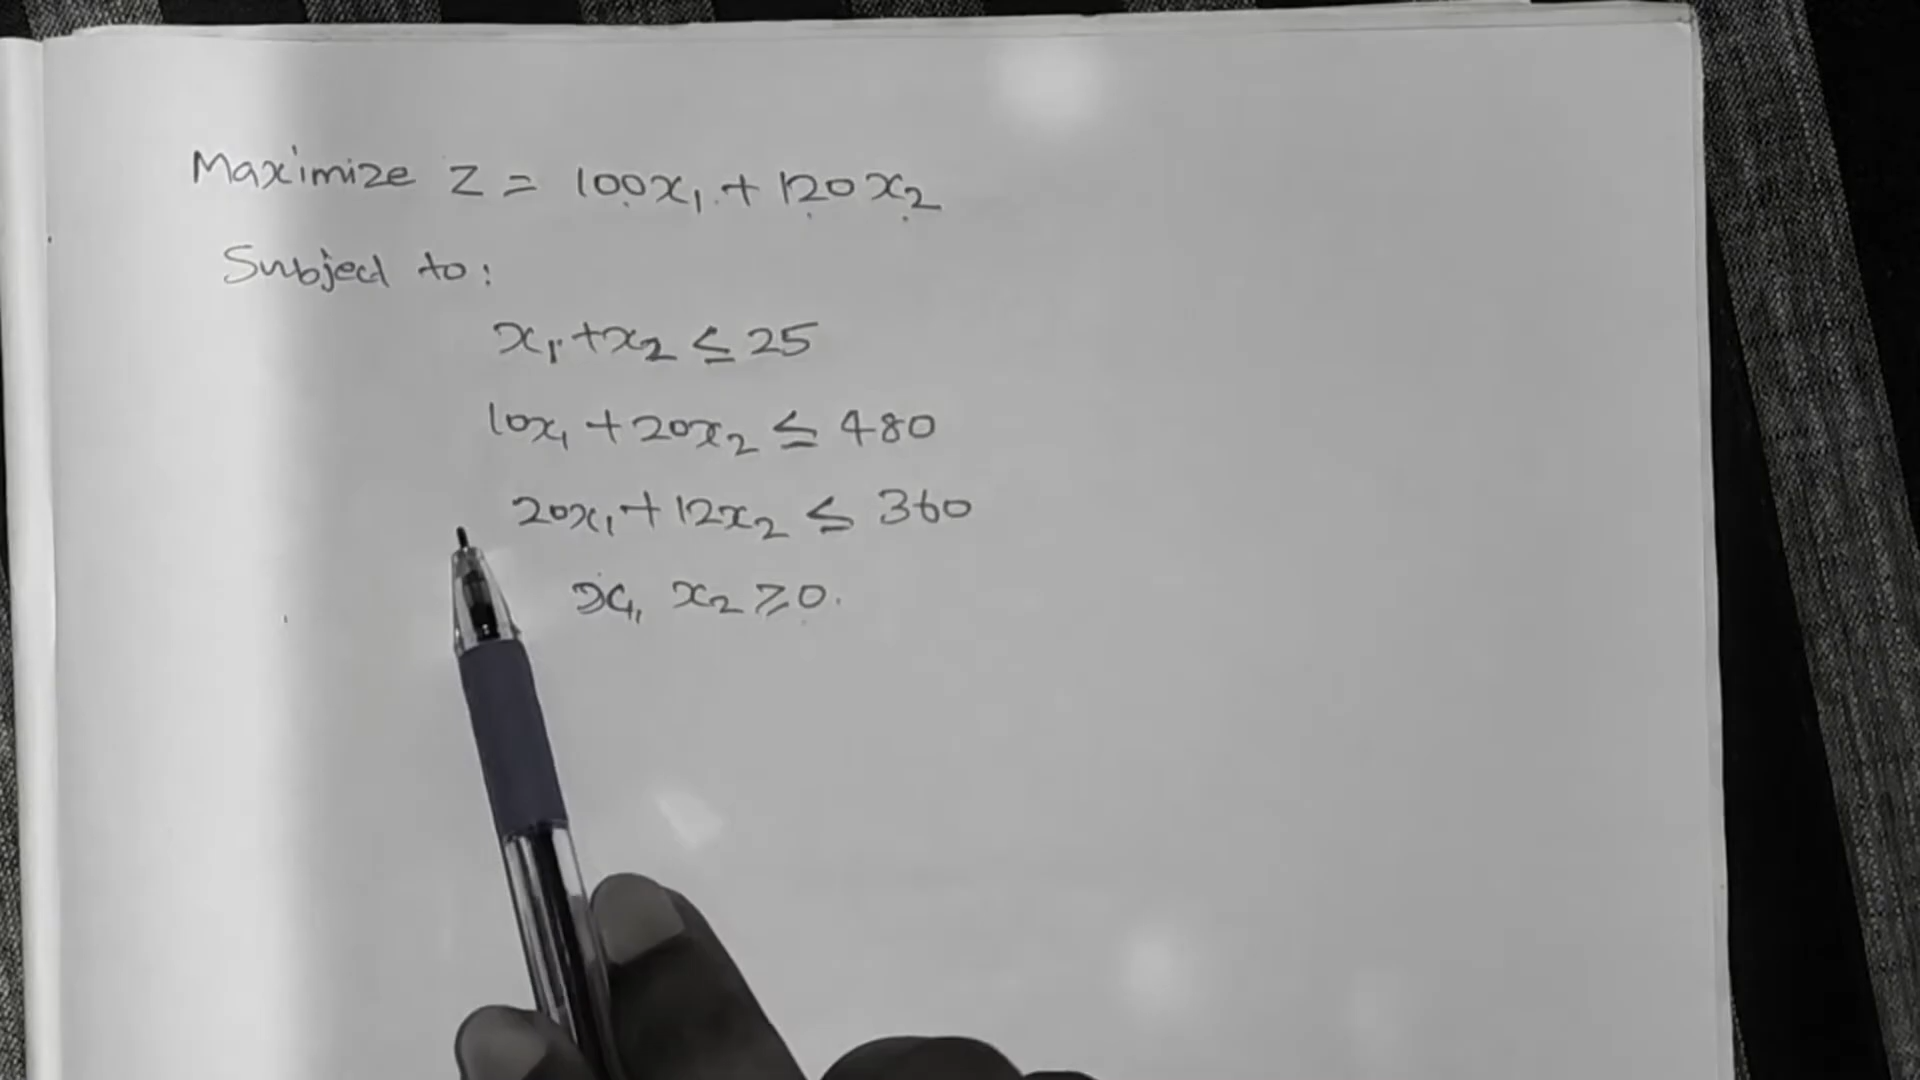 Maximize Z = 100x₁ + 120x₂
Subject to:
x₁ + x₂ ≤ 25
10x₁ + 20x₂ ≤ 480
20x₁ + 12x₂ ≤ 360
x₁, x₂ ≥ 0.